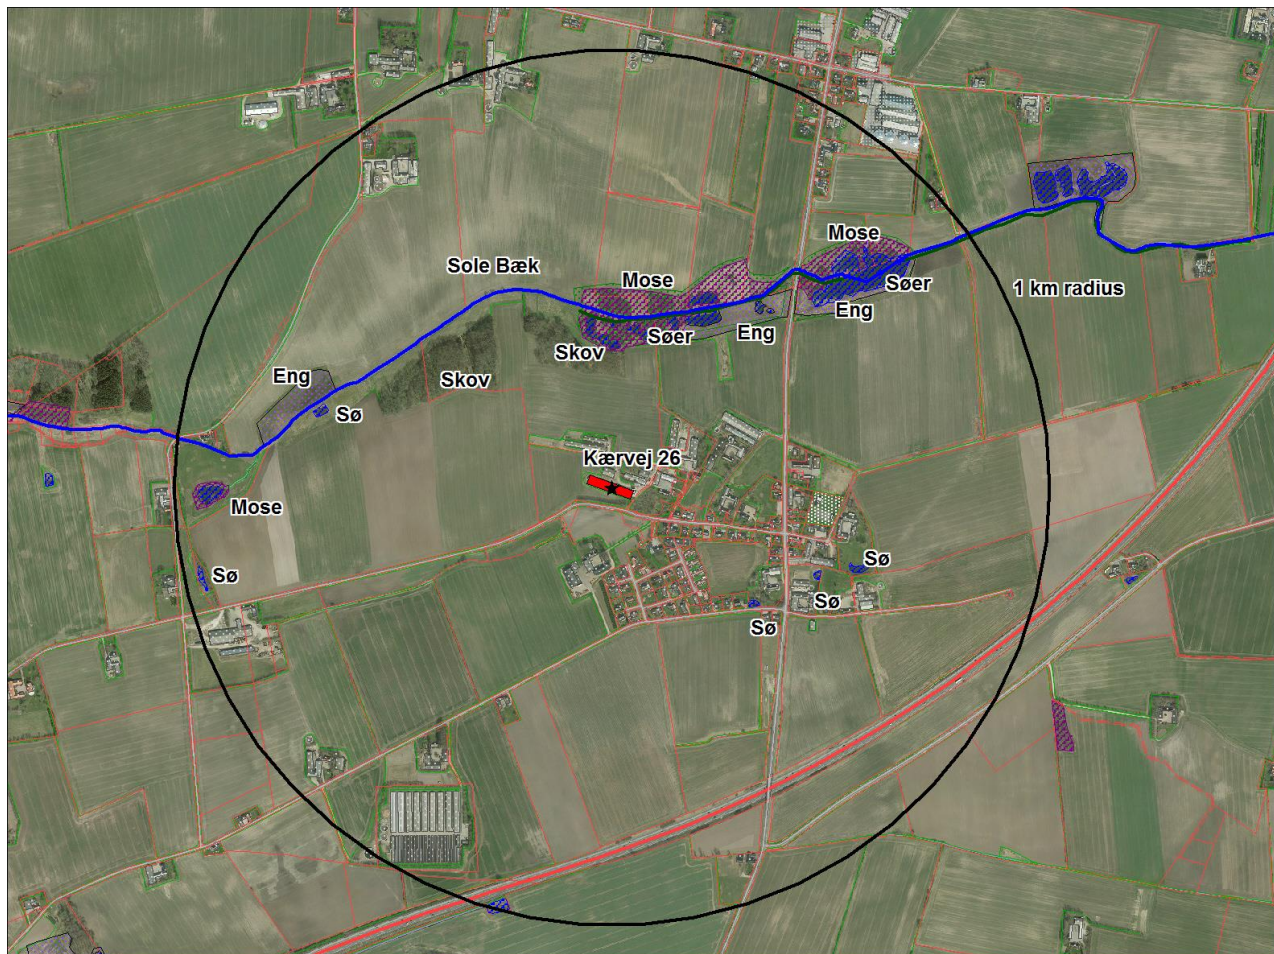 Mose
Sole Bæk
Mose
Søer
1 km radius
Eng
Eng
Søer
Skov
Eng
Skov
Sø
Kærvej 26
Mose
Sø
Sø
Sø
Sø